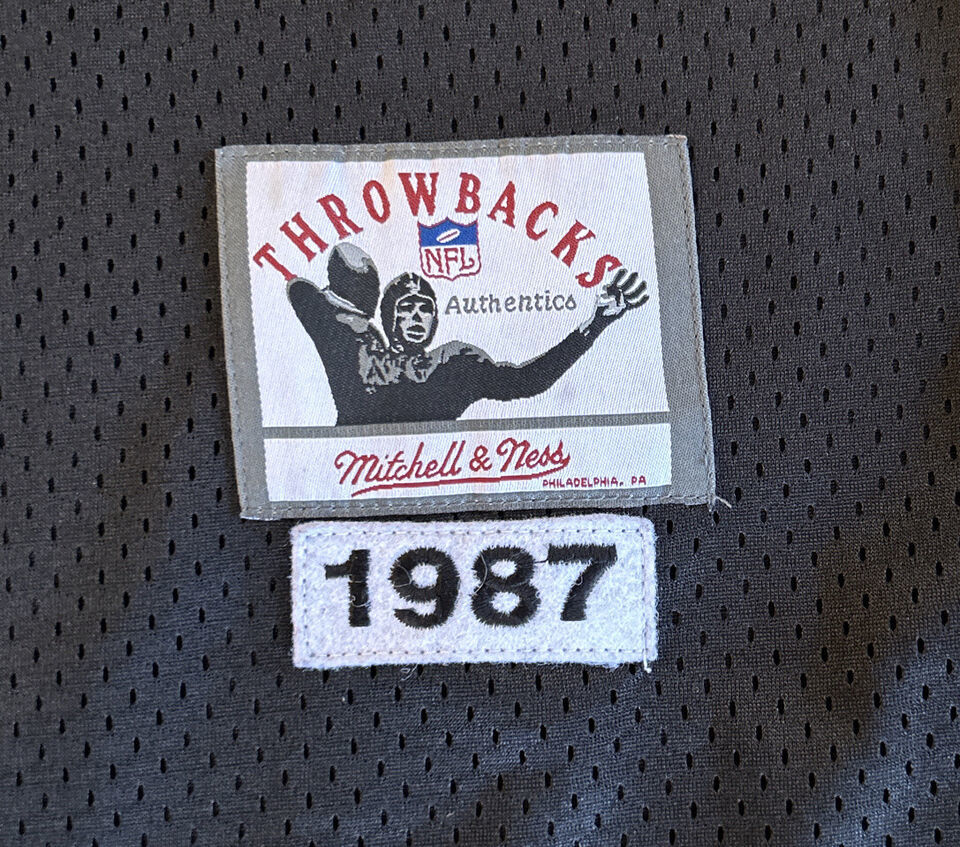 THROWBACKS
NFL
Authentics
Mitchell & Ness
PHILADELPHIA, PA
1987